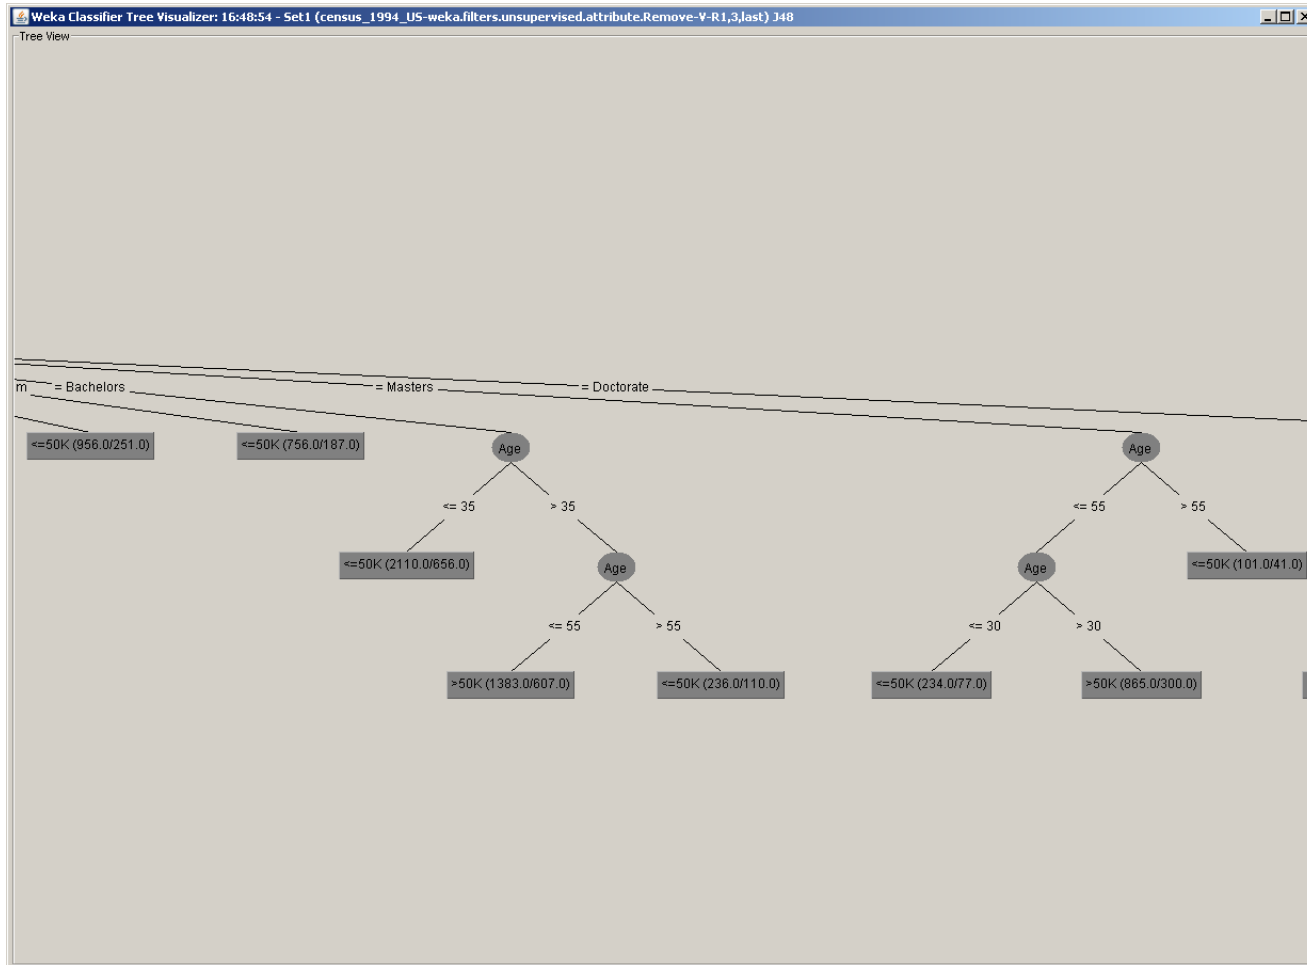 Weka Classifier Tree Visualizer: 16:48:54 - Set1 (census_1994_US-weka.filters.unsupervised.attribute.Remove-V-R1,3,last) J48
Tree View
m = Bachelors = Masters = Doctorate
<=50K (956.0/251.0) <=50K (756.0/187.0) Age Age
<= 35 > 35 <= 55 > 55
<=50K (2110.0/656.0) Age Age <=50K (101.0/41.0)
<= 55 > 55 <= 30 > 30
>50K (1383.0/607.0) <=50K (236.0/110.0) <=50K (234.0/77.0) >50K (865.0/300.0)